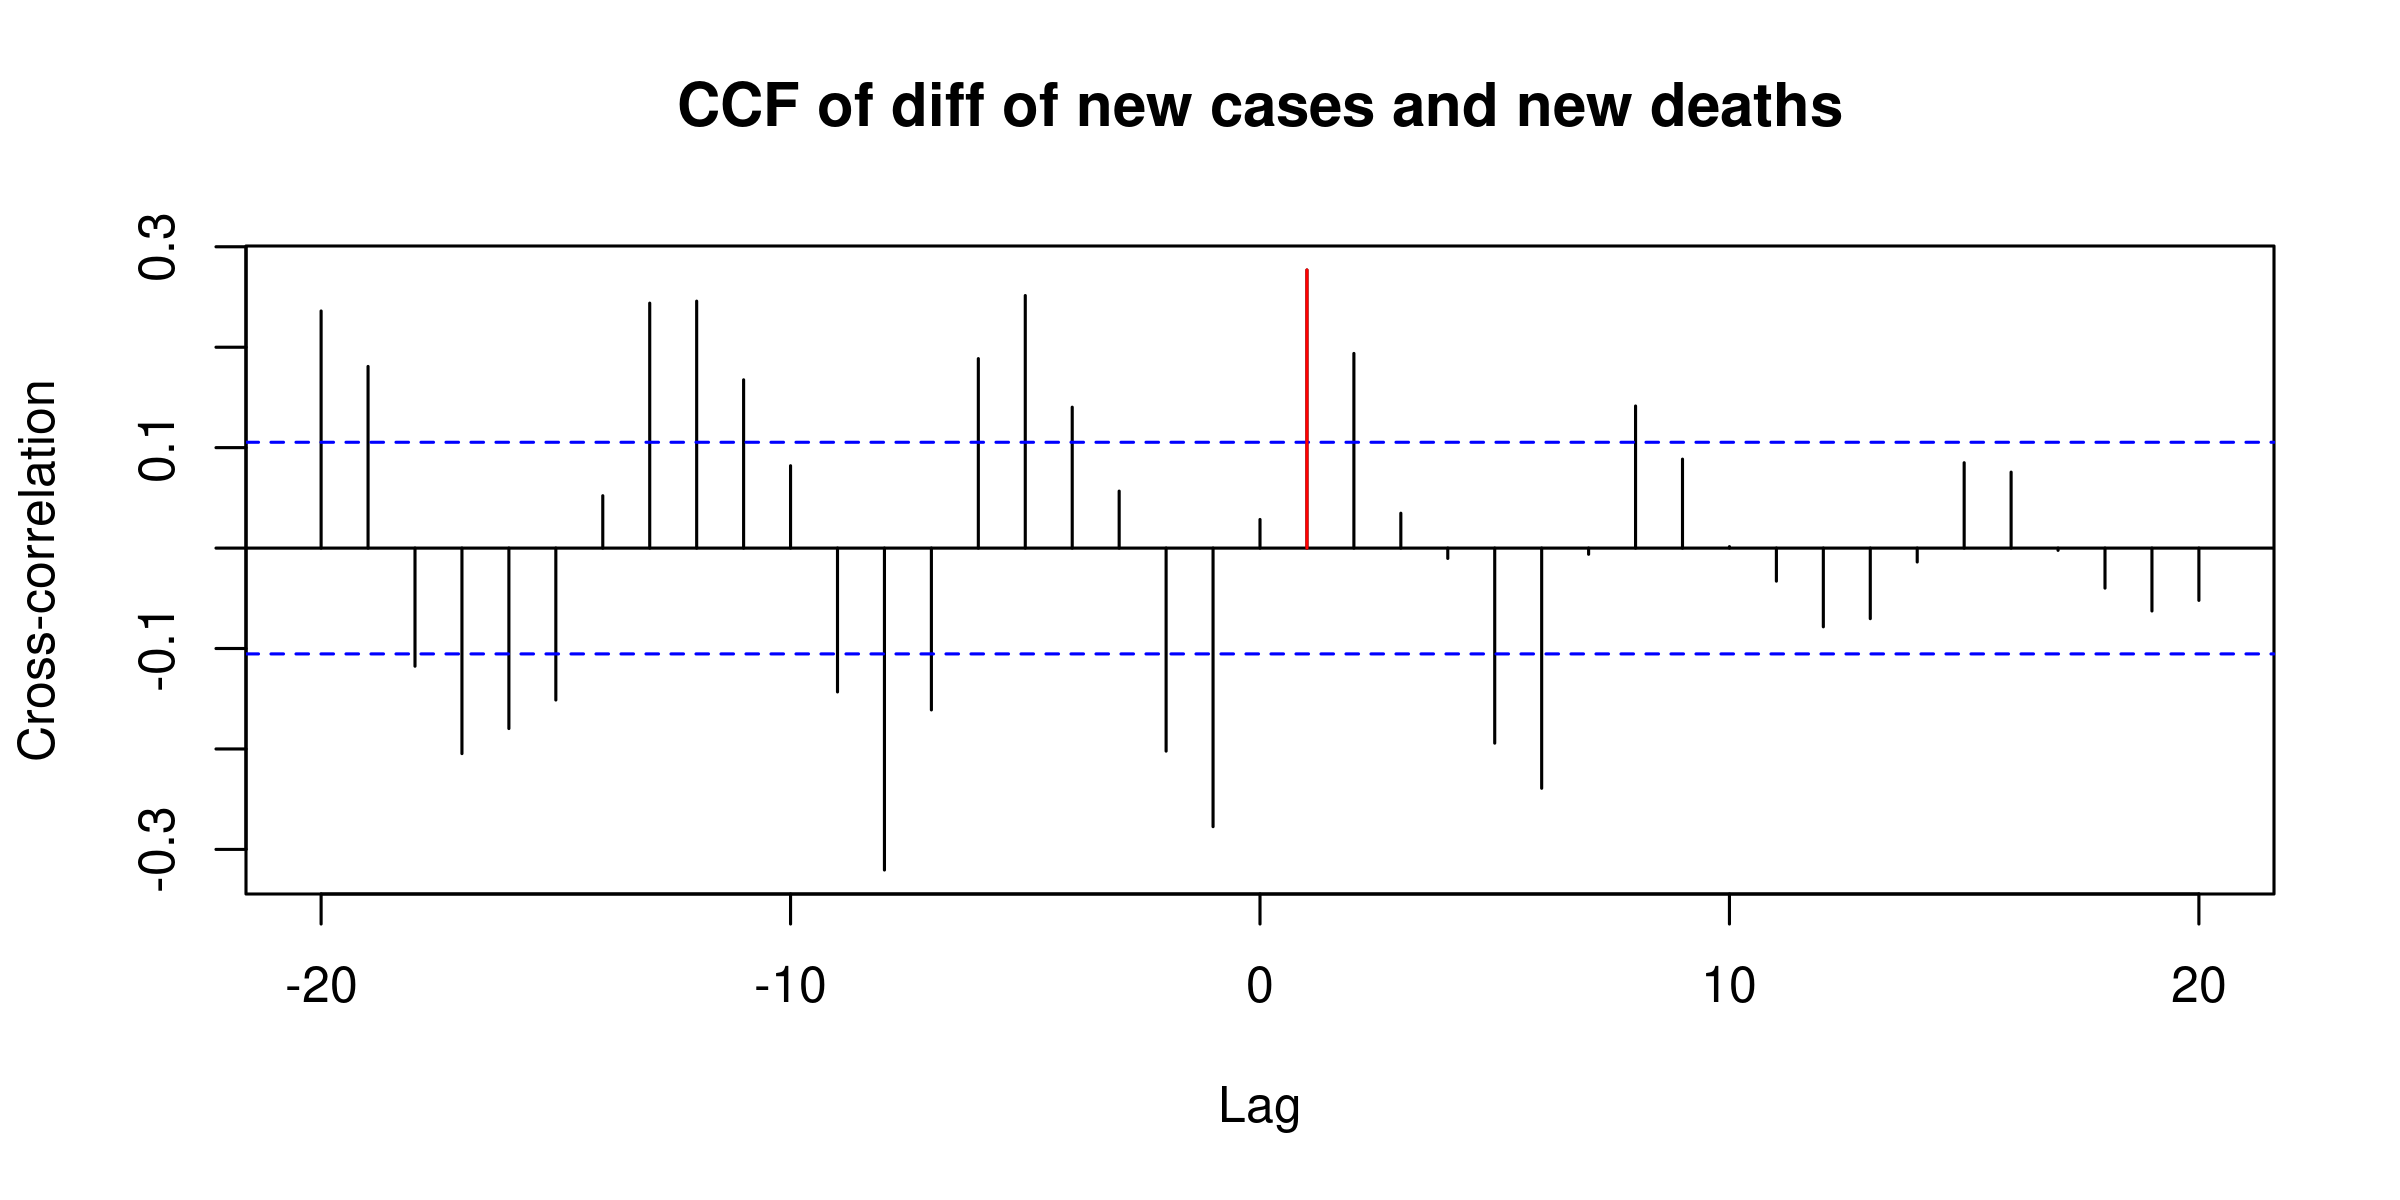 CCF of diff of new cases and new deaths
Cross-correlation
0.3
0.1
-0.1
-0.3
-20 -10 0 10 20
Lag